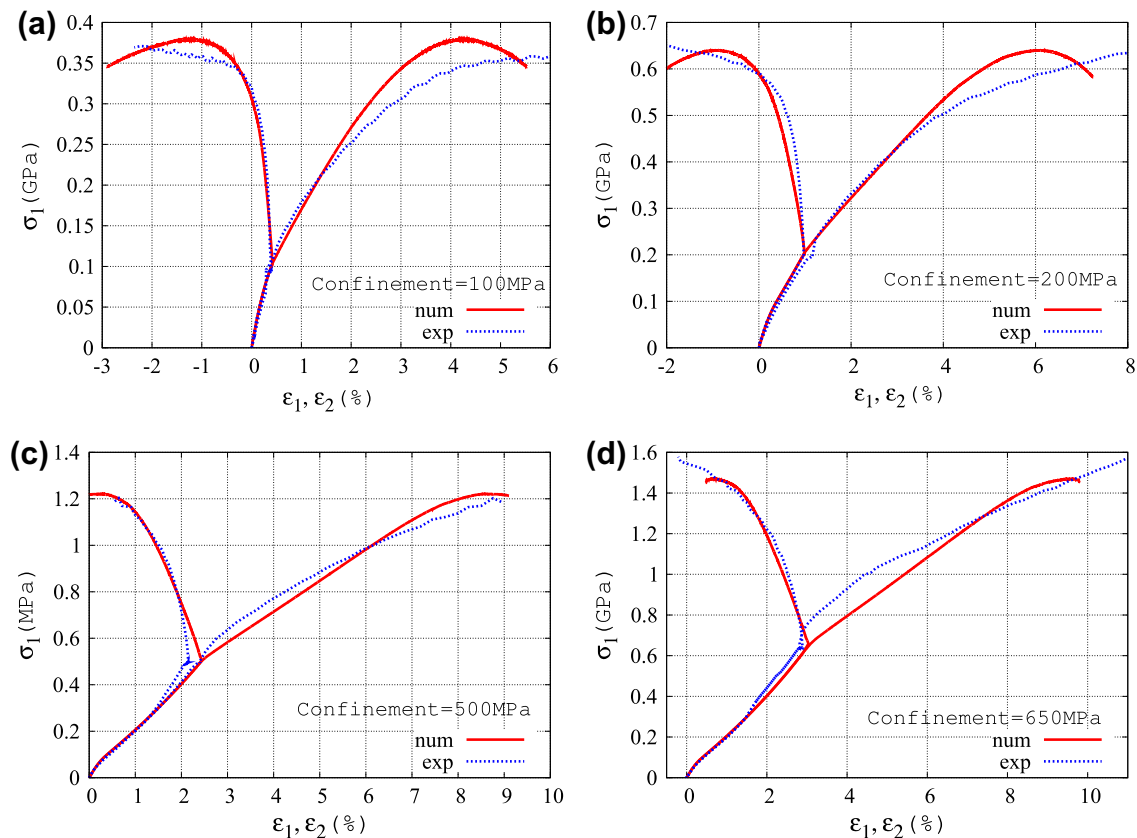 (a)
0.4
0.35
0.3
0.25
0.2
0.15
0.1
0.05
0
σ1(GPa)
Confinement=100MPa
num
exp
-3 -2 -1 0 1 2 3 4 5 6
ε1, ε2(%)
(b)
0.7
0.6
0.5
0.4
0.3
0.2
0.1
0
σ1(GPa)
Confinement=200MPa
num
exp
-2 0 2 4 6 8
ε1, ε2(%)
(c)
1.4
1.2
1
0.8
0.6
0.4
0.2
0
σ1(MPa)
Confinement=500MPa
num
exp
0 1 2 3 4 5 6 7 8 9 10
ε1, ε2(%)
(d)
1.6
1.4
1.2
1
0.8
0.6
0.4
0.2
0
σ1(GPa)
Confinement=650MPa
num
exp
0 2 4 6 8 10
ε1, ε2(%)